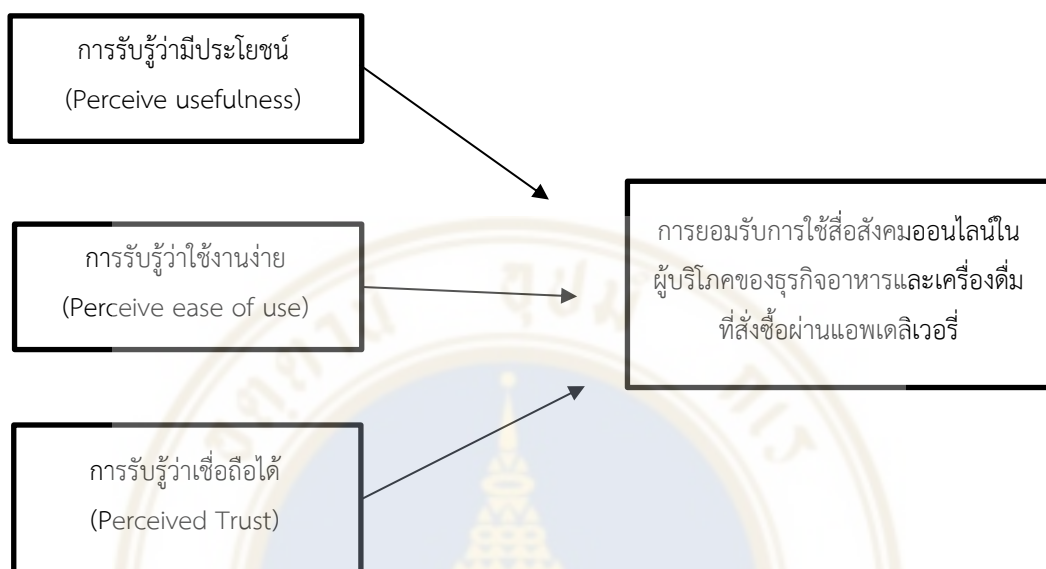 การรับรู้ว่ามีประโยชน์
(Perceive usefulness)
การรับรู้ว่าใช้งานง่าย
(Perceive ease of use)
การยอมรับการใช้สื่อสังคมออนไลน์ใน
ผู้บริโภคของธุรกิจอาหารและเครื่องดื่ม
ที่สั่งซื้อผ่านแอพเดลิเวอรี่
การรับรู้ว่าเชื่อถือได้
(Perceived Trust)